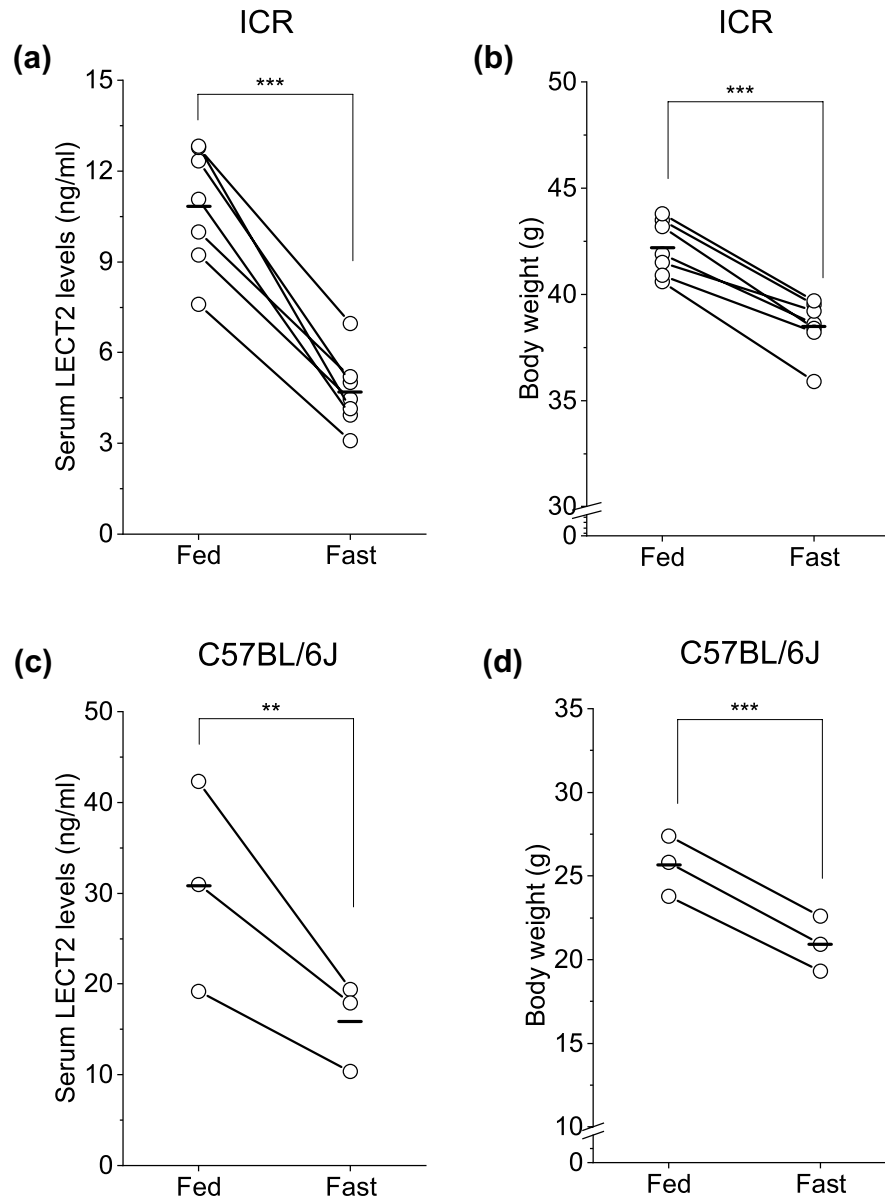 ICR
(a)
Serum LECT2 levels (ng/ml)
15
12
9
6
3
0
***
Fed
Fast
ICR
(b)
Body weight (g)
50
45
40
35
30
0
***
Fed
Fast
C57BL/6J
(c)
Serum LECT2 levels (ng/ml)
50
40
30
20
10
0
**
Fed
Fast
C57BL/6J
(d)
Body weight (g)
35
30
25
20
15
10
0
***
Fed
Fast